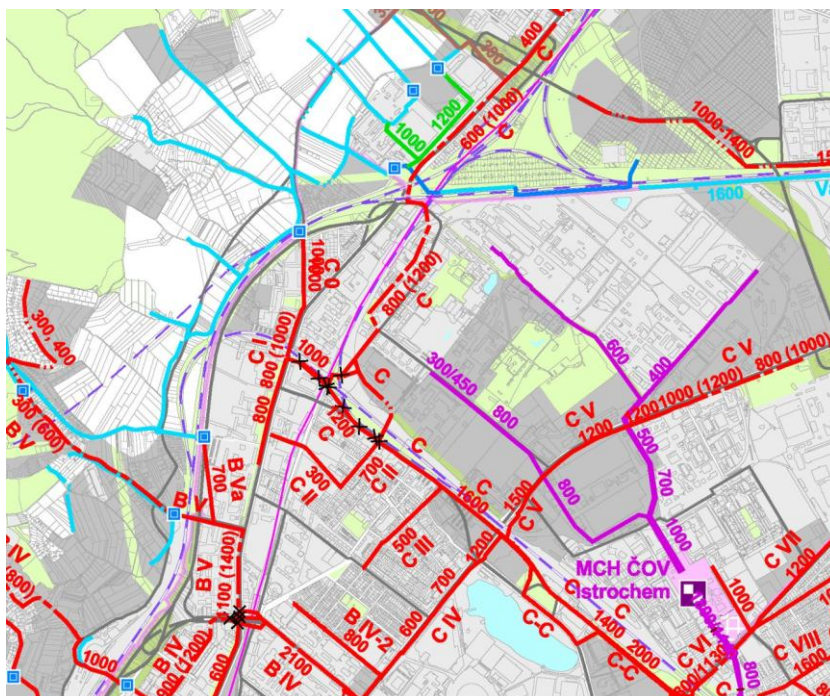 400
C
380
1200
1000
600 (1000)
C
1000-1400
1600
V
C 0
800 (1200)
C
300, 400
C I
800 (1000)
1000
800
C
600
400
300/450
800
C V
800 (1000)
1000 (1200)
1200
C V
1200
500
B V
B Va
700
1200
C
300
C II
700
C II
C
C
1600
1500
C V
800
700
1000
B V
B V
1100 (1400)
500
C III
1200
700
C IV
600
MCH ČOV
Istrochem
C VII
1200
1000
B IV-2
800
C-C
C
C
1400
2000
C-C
C VI
C VIII
1600
800
IV
1000
B IV
900 (1200)
600
2100
B IV